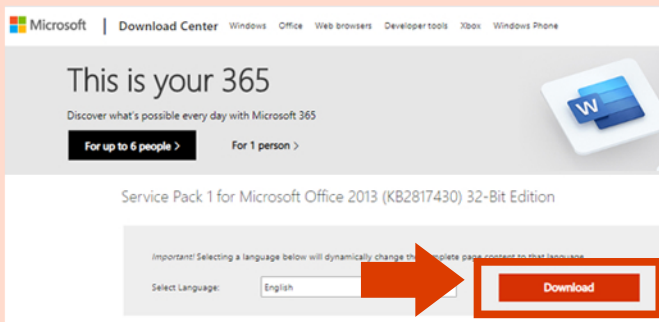 Microsoft | Download Center Windows Office Web browsers Developer tools Xbox Windows Phone
This is your 365
Discover what's possible every day with Microsoft 365
For up to 6 people > For 1 person >
W
Service Pack 1 for Microsoft Office 2013 (KB2817430) 32-Bit Edition
Important! Selecting a language below will dynamically change the complete page content to that language.
Select Language: English Download